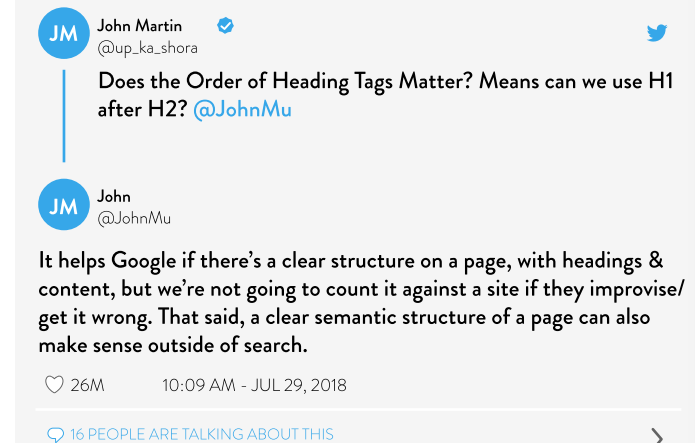 JM
John Martin
@up_ka_shora
Does the Order of Heading Tags Matter? Means can we use H1
after H2? @JohnMu
JM
John
@JohnMu
It helps Google if there's a clear structure on a page, with headings &
content, but we're not going to count it against a site if they improvise/
get it wrong. That said, a clear semantic structure of a page can also
make sense outside of search.
26M 10:09 AM - JUL 29, 2018
16 PEOPLE ARE TALKING ABOUT THIS